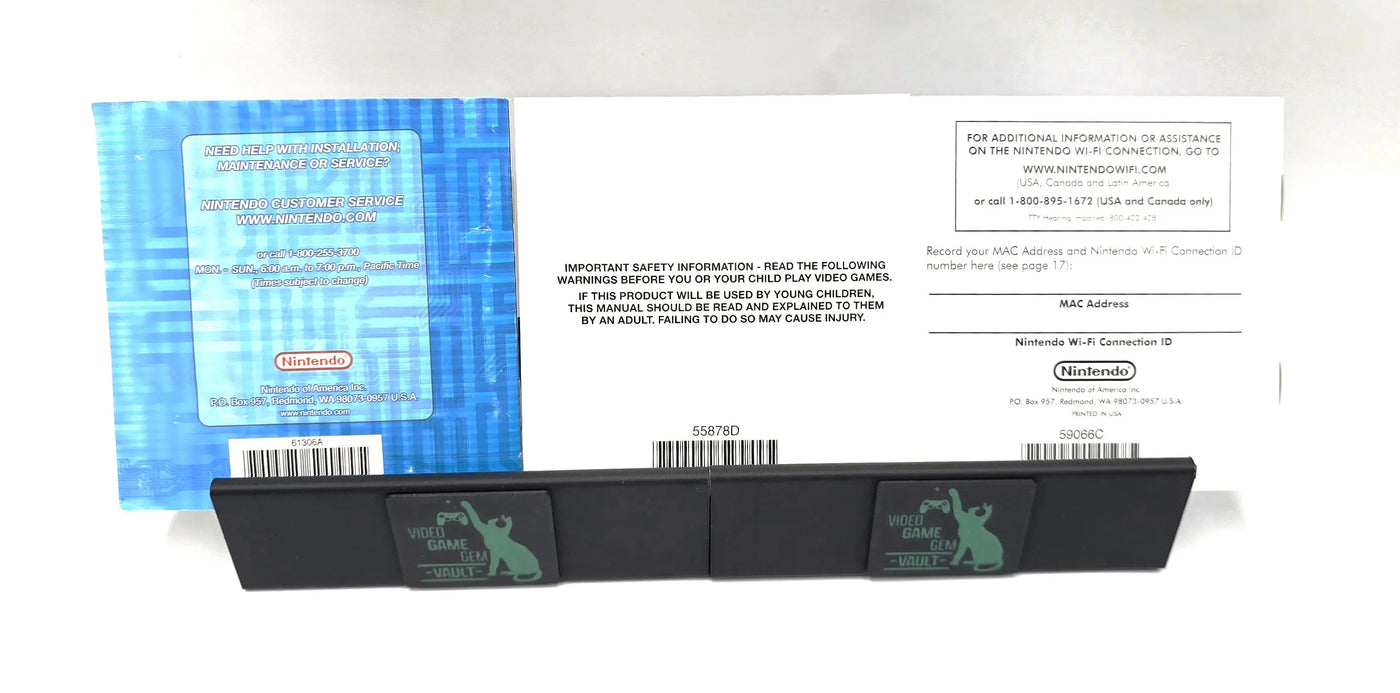 NEED HELP WITH INSTALLATION,
MAINTENANCE OR SERVICE?
NINTENDO CUSTOMER SERVICE
WWW.NINTENDO.COM
or call 1-800-255-3700
MON. - SUN., 6:00 a.m. to 7:00 p.m., Pacific Time
(Times subject to change)
Nintendo
Nintendo of America Inc.
P.O. Box 957, Redmond, WA 98073-0957 U.S.A.
www.nintendo.com
61306A
IMPORTANT SAFETY INFORMATION - READ THE FOLLOWING
WARNINGS BEFORE YOU OR YOUR CHILD PLAY VIDEO GAMES.
IF THIS PRODUCT WILL BE USED BY YOUNG CHILDREN,
THIS MANUAL SHOULD BE READ AND EXPLAINED TO THEM
BY AN ADULT. FAILING TO DO SO MAY CAUSE INJURY.
55878D
FOR ADDITIONAL INFORMATION OR ASSISTANCE
ON THE NINTENDO WI-FI CONNECTION, GO TO
WWW.NINTENDOWIFI.COM
(USA, Canada and Latin America
or call 1-800-895-1672 (USA and Canada only)
TTY Hearing Impaired: 800-422-4281
Record your MAC Address and Nintendo Wi-Fi Connection ID
number here (see page 17):
MAC Address
Nintendo Wi-Fi Connection ID
Nintendo
Nintendo of America Inc.
P.O. Box 957, Redmond, WA 98073-0957 U.S.A.
PRINTED IN USA
59066C
VIDEO
GAME
GEM
-VAULT-
VIDEO
GAME
GEM
-VAULT-